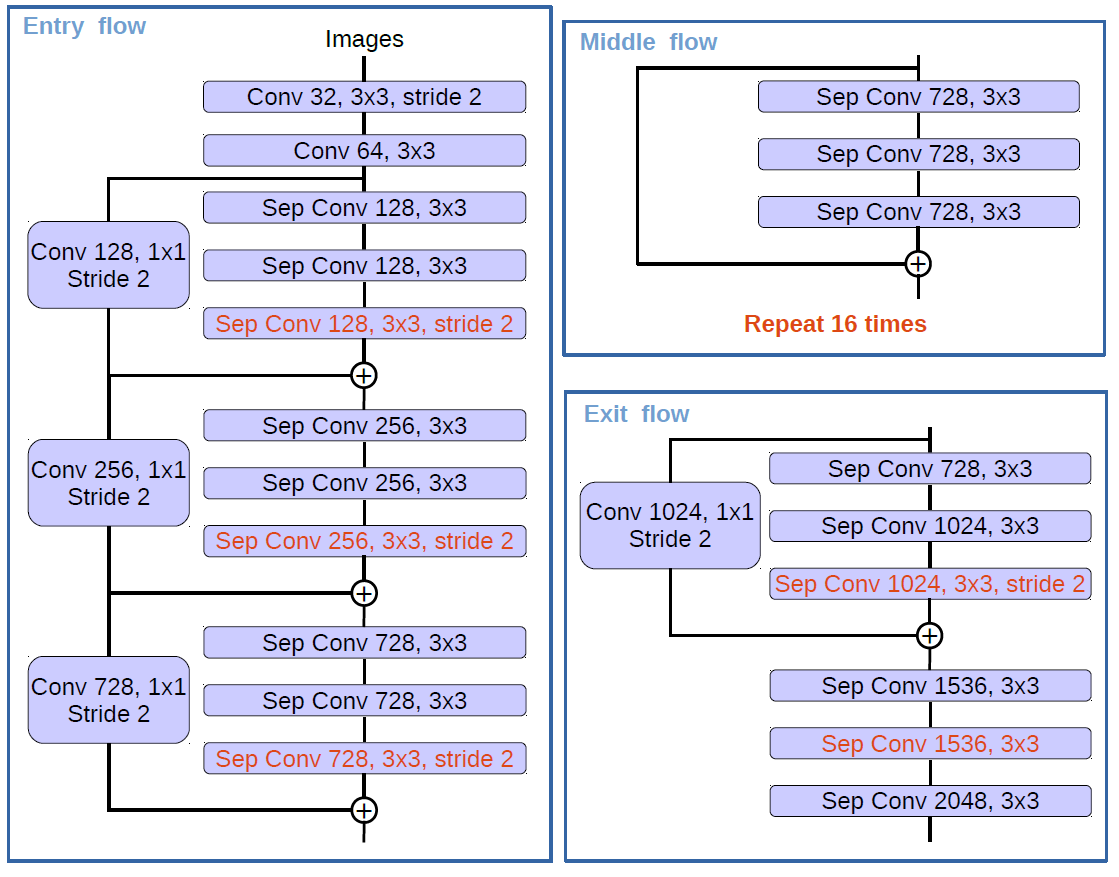 Entry flow
Images
Conv 32, 3x3, stride 2
Conv 64, 3x3
Sep Conv 128, 3x3
Conv 128, 1x1
Stride 2
Sep Conv 128, 3x3
Sep Conv 128, 3x3, stride 2
+
Sep Conv 256, 3x3
Conv 256, 1x1
Stride 2
Sep Conv 256, 3x3
Sep Conv 256, 3x3, stride 2
+
Sep Conv 728, 3x3
Conv 728, 1x1
Stride 2
Sep Conv 728, 3x3
Sep Conv 728, 3x3, stride 2
+
Middle flow
Sep Conv 728, 3x3
Sep Conv 728, 3x3
Sep Conv 728, 3x3
+
Repeat 16 times
Exit flow
Sep Conv 728, 3x3
Conv 1024, 1x1
Stride 2
Sep Conv 1024, 3x3
Sep Conv 1024, 3x3, stride 2
+
Sep Conv 1536, 3x3
Sep Conv 1536, 3x3
Sep Conv 2048, 3x3